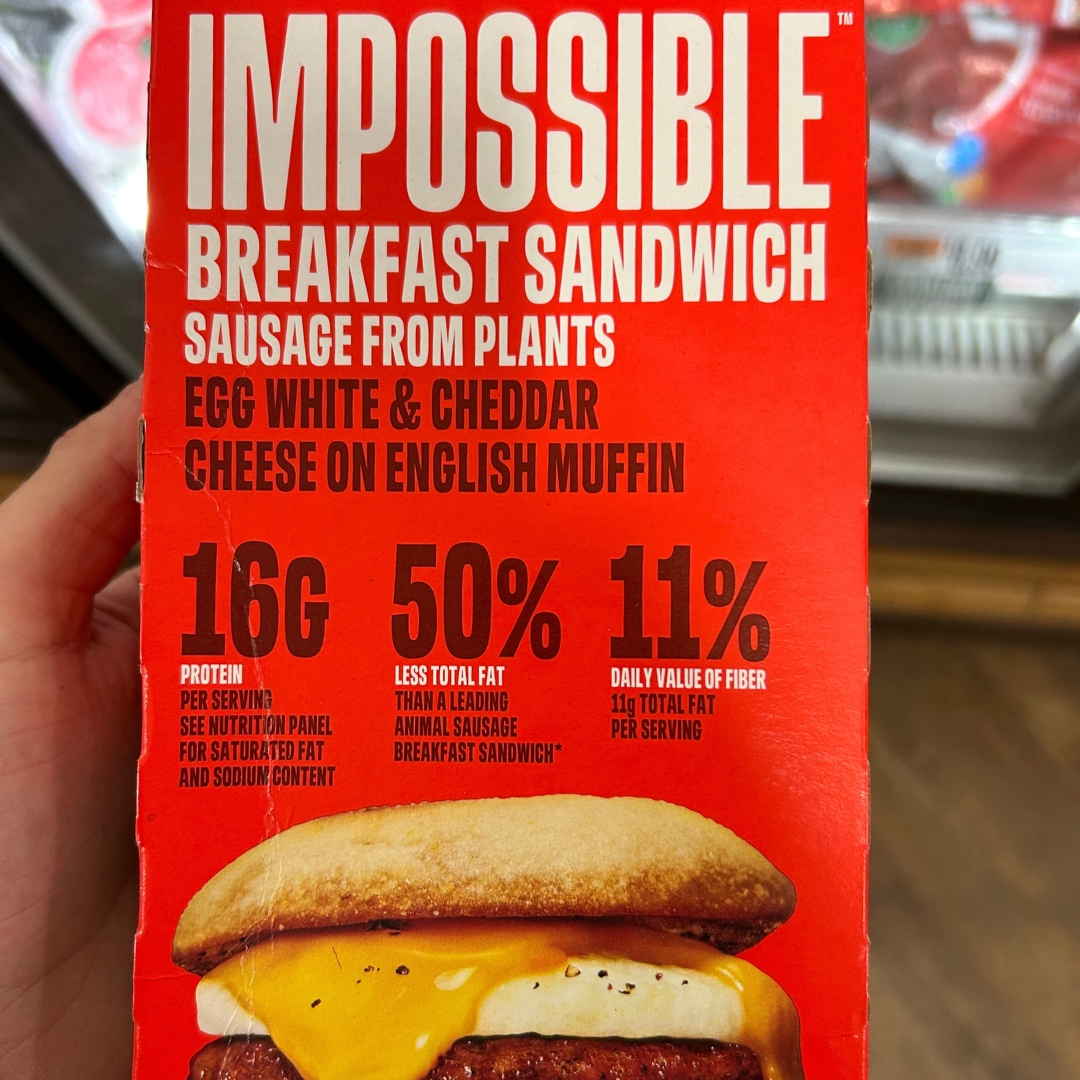 IMPOSSIBLE™
BREAKFAST SANDWICH
SAUSAGE FROM PLANTS
EGG WHITE & CHEDDAR
CHEESE ON ENGLISH MUFFIN
16G
PROTEIN
PER SERVING
SEE NUTRITION PANEL
FOR SATURATED FAT
AND SODIUM CONTENT
50%
LESS TOTAL FAT
THAN A LEADING
ANIMAL SAUSAGE
BREAKFAST SANDWICH*
11%
DAILY VALUE OF FIBER
11g TOTAL FAT
PER SERVING